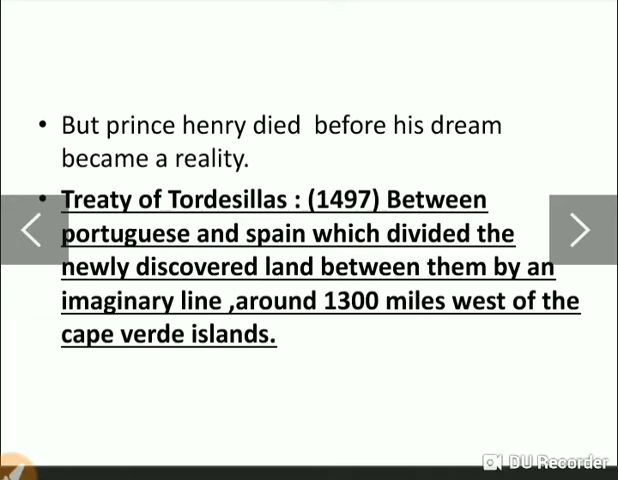 • But prince henry died before his dream
became a reality.
• Treaty of Tordesillas : (1497) Between
portuguese and spain which divided the
newly discovered land between them by an
imaginary line ,around 1300 miles west of the
cape verde islands.
DU Recorder